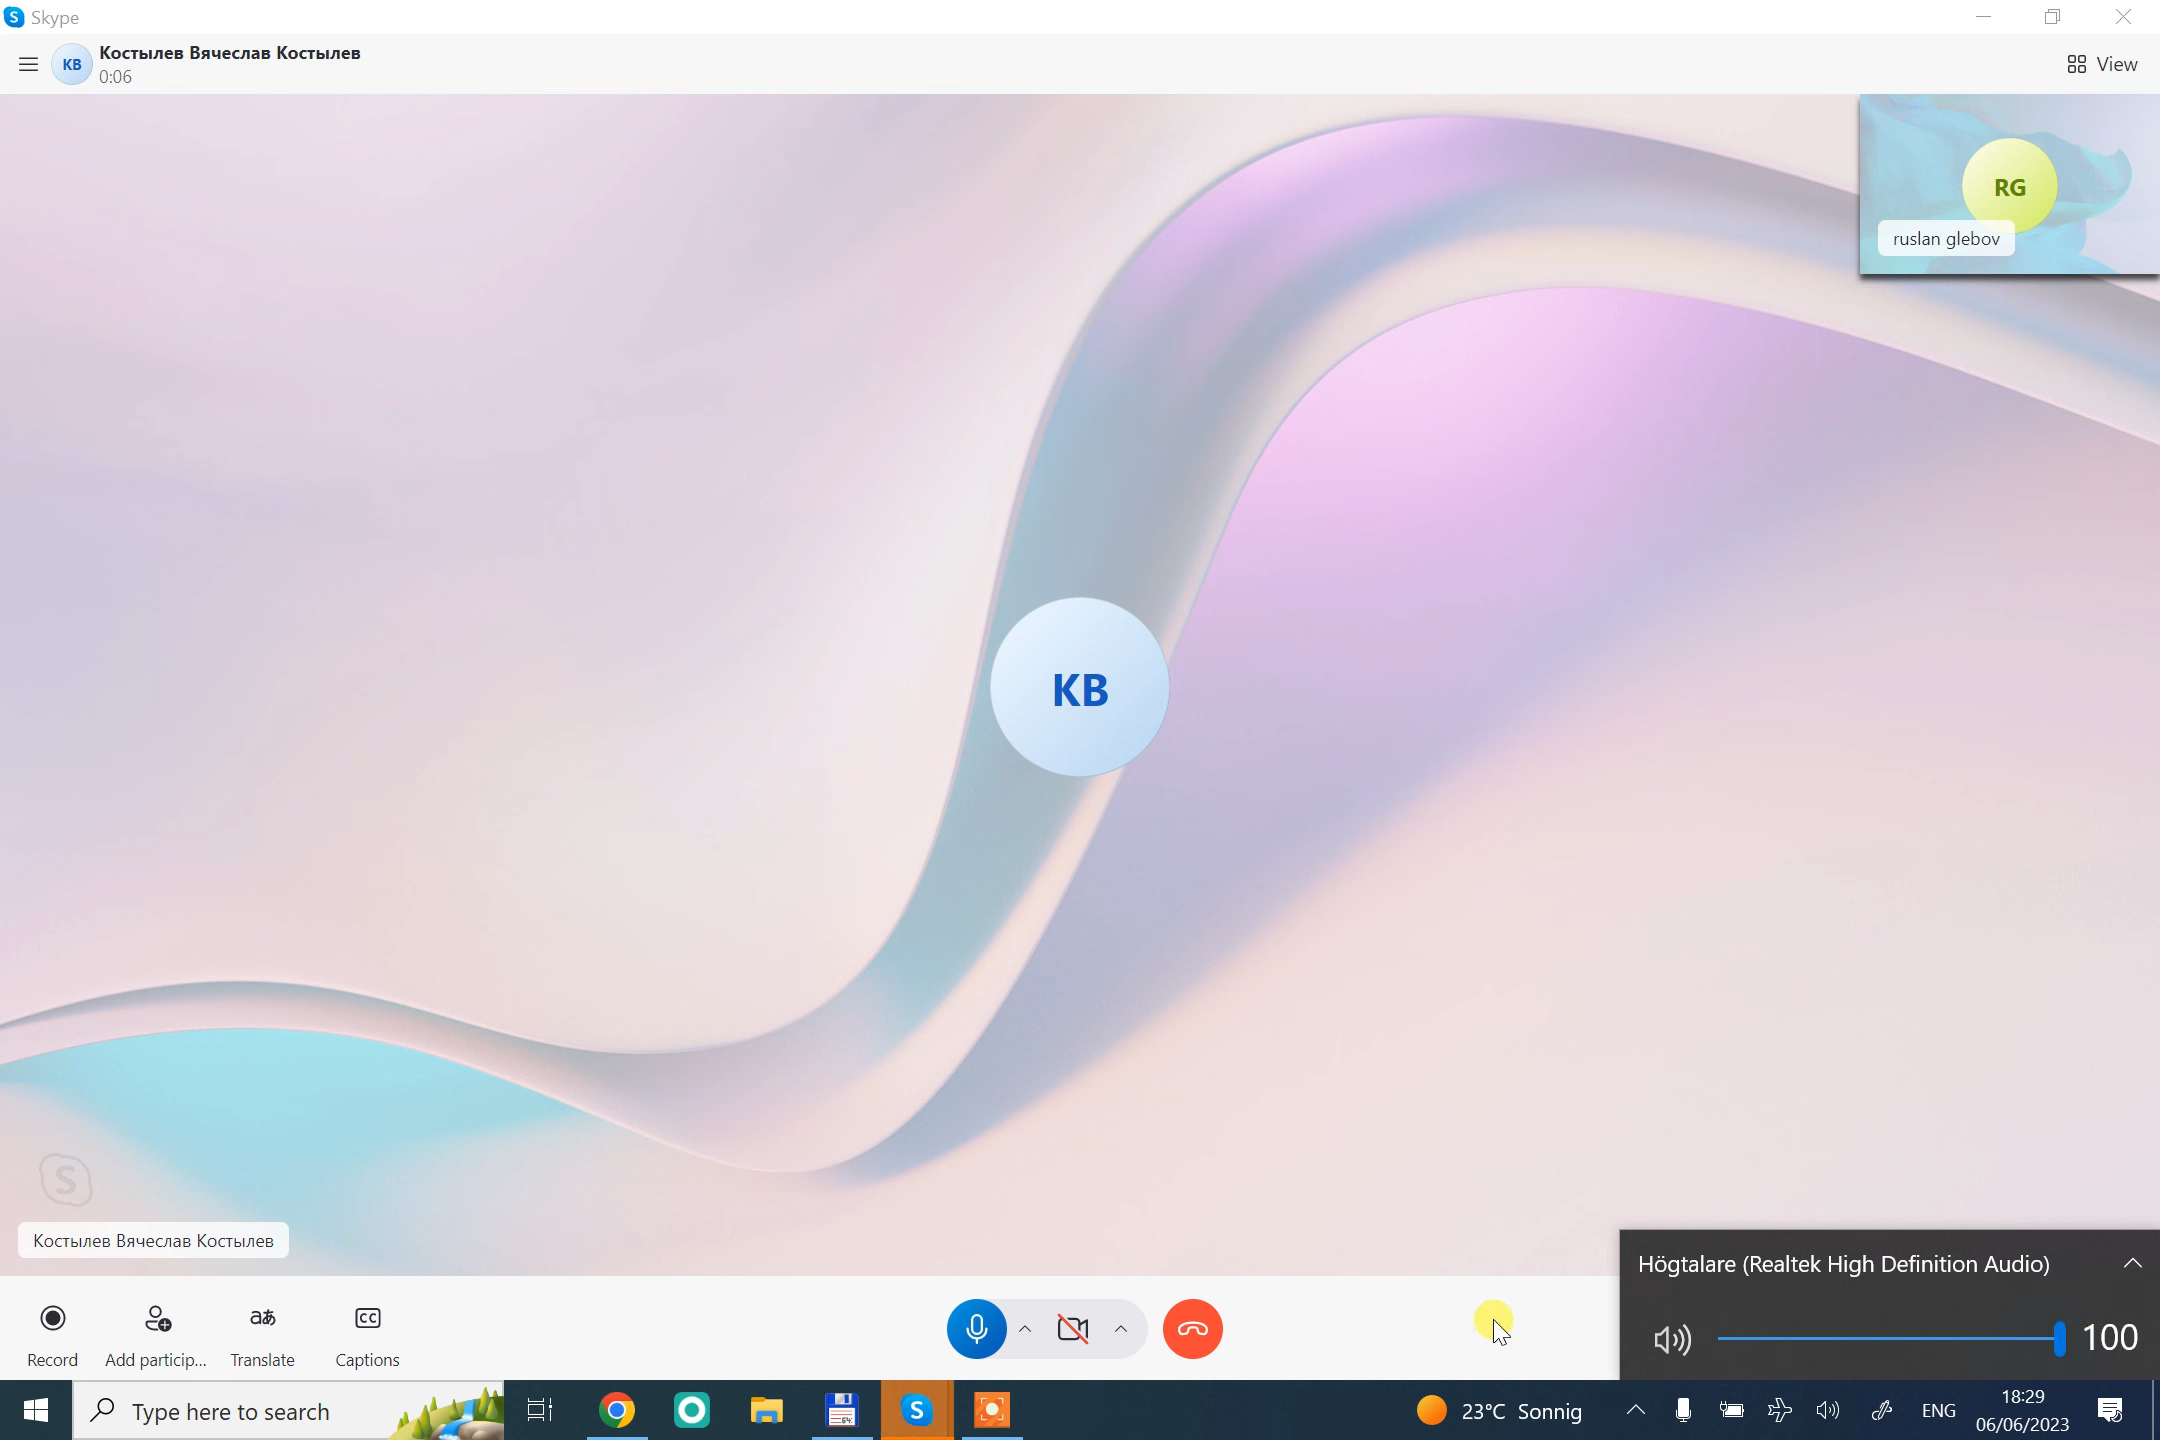 Skype
КВ
Костылев Вячеслав Костылев
0:06
View
RG
ruslan glebov
КВ
Костылев Вячеслав Костылев
Högtalare (Realtek High Definition Audio)
100
Record
Add particip...
Translate
Captions
Type here to search
23°C Sonnig
ENG
18:29
06/06/2023